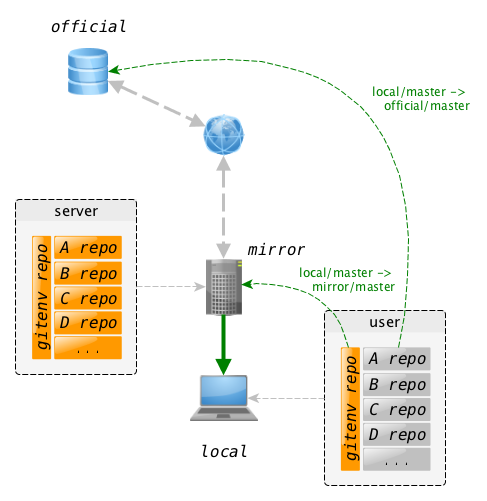 official
local/master ->
official/master
server
gitenv repo
A repo
B repo
C repo
D repo
...
mirror
local/master ->
mirror/master
user
gitenv repo
A repo
B repo
C repo
D repo
...
local